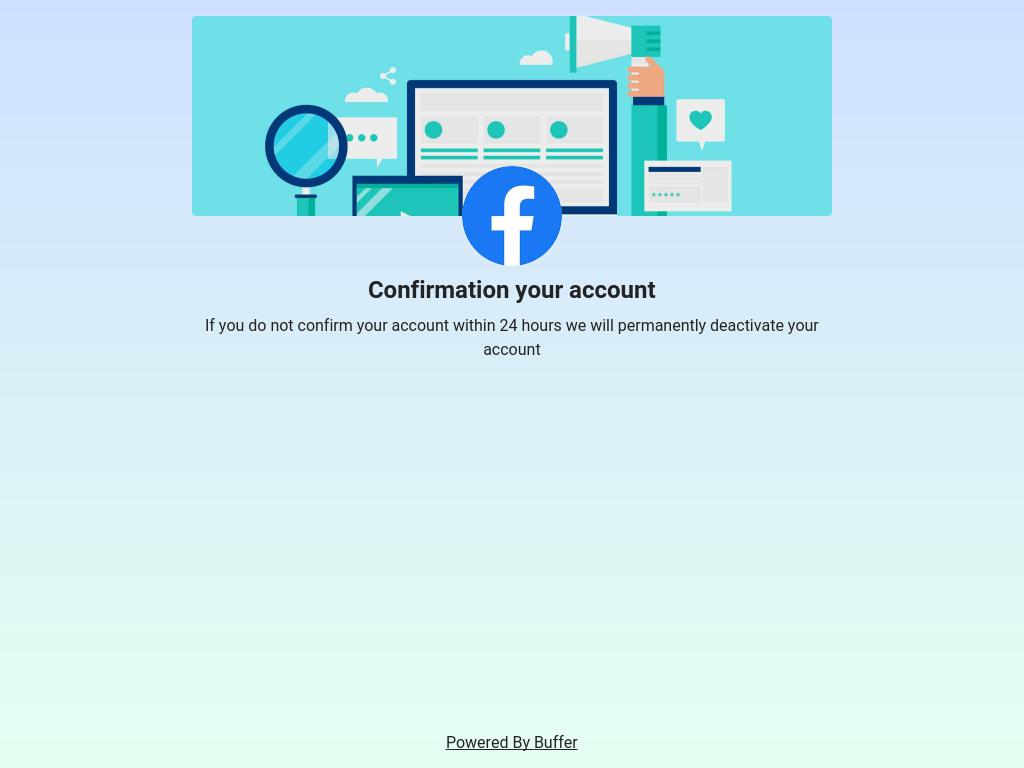 Confirmation your account
If you do not confirm your account within 24 hours we will permanently deactivate your
account
Powered By Buffer